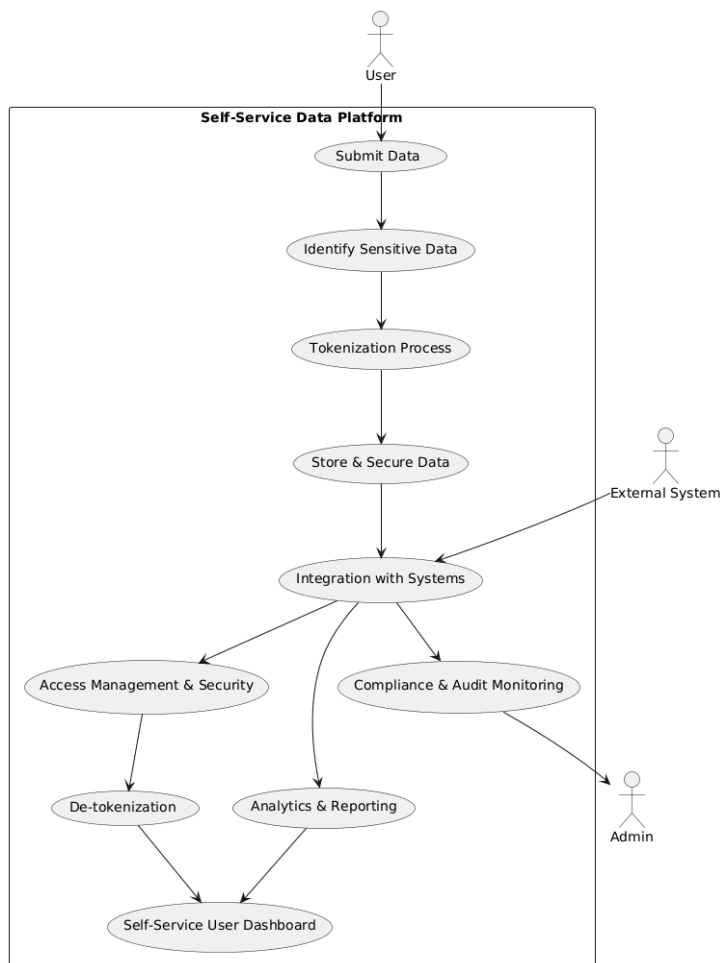 User
Self-Service Data Platform
Submit Data
Identify Sensitive Data
Tokenization Process
Store & Secure Data
External System
Integration with Systems
Access Management & Security
Compliance & Audit Monitoring
De-tokenization
Analytics & Reporting
Admin
Self-Service User Dashboard